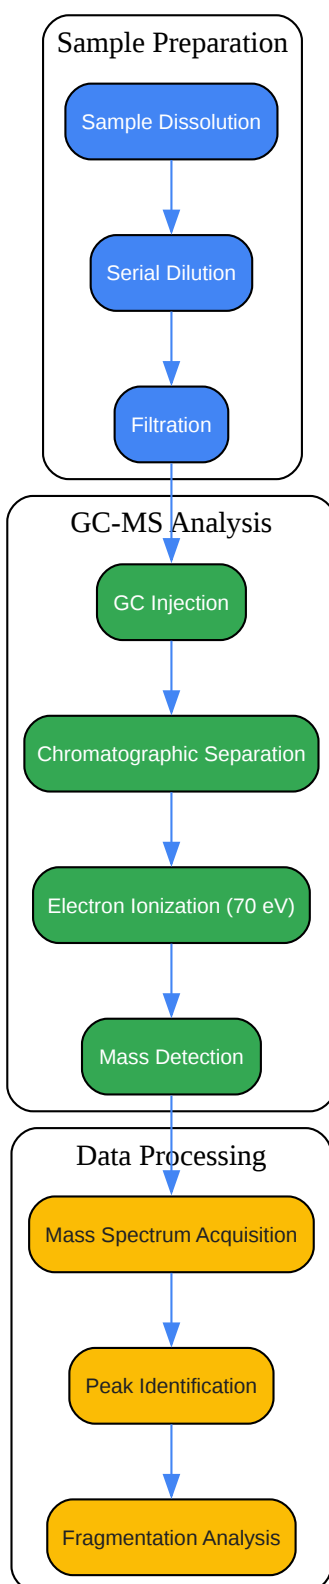 Sample Preparation
Sample Dissolution
Serial Dilution
Filtration
GC-MS Analysis
GC Injection
Chromatographic Separation
Electron Ionization (70 eV)
Mass Detection
Data Processing
Mass Spectrum Acquisition
Peak Identification
Fragmentation Analysis